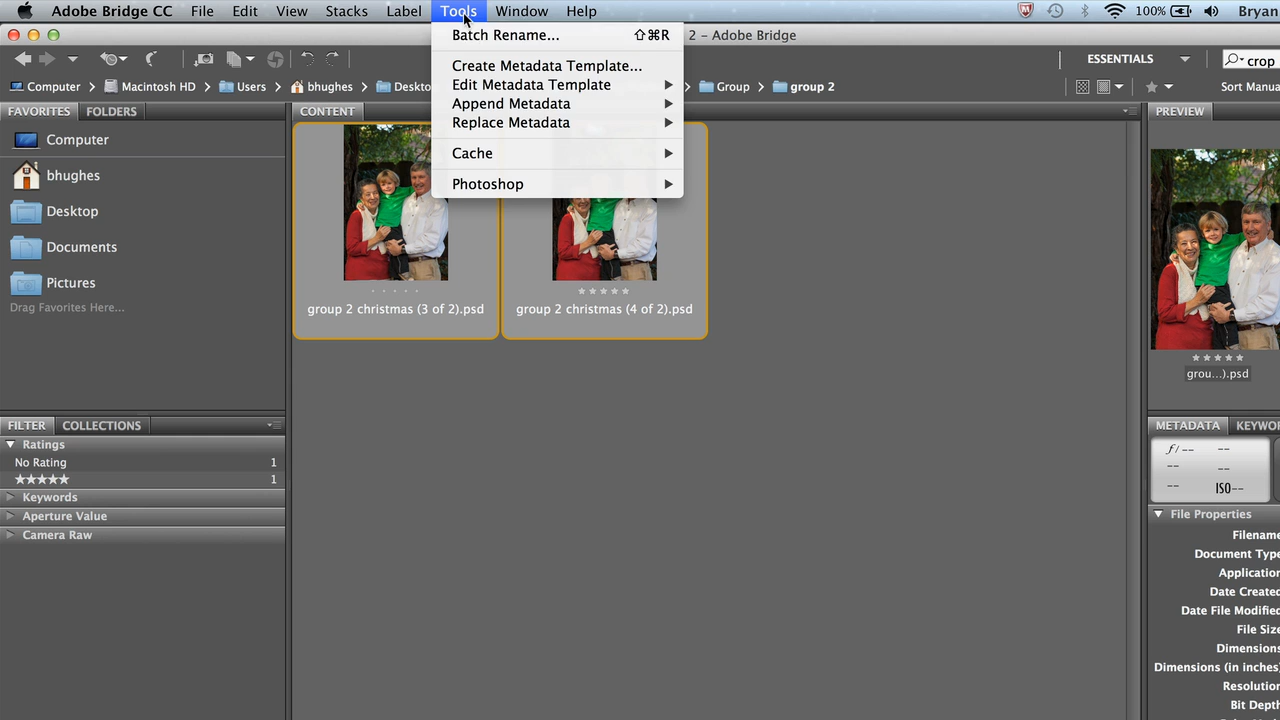 Adobe Bridge CC File Edit View Stacks Label Tools Window Help 100% Bryan
2 – Adobe Bridge
Batch Rename... ⇧⌘R
Create Metadata Template...
Edit Metadata Template
Append Metadata
Replace Metadata
Cache
Photoshop
ESSENTIALS crop
Computer Macintosh HD Users bhughes Deskto Group group 2 Sort Manua
FAVORITES FOLDERS
Computer
bhughes
Desktop
Documents
Pictures
Drag Favorites Here...
CONTENT
group 2 christmas (3 of 2).psd
★★★★★
group 2 christmas (4 of 2).psd
PREVIEW
★★★★★
grou...).psd
FILTER COLLECTIONS
Ratings
No Rating 1
★★★★★ 1
Keywords
Aperture Value
Camera Raw
METADATA KEYWO
f/-- --
-- --
-- ISO--
File Properties
Filename
Document Type
Application
Date Created
Date File Modified
File Size
Dimensions
Dimensions (in inches)
Resolution
Bit Depth